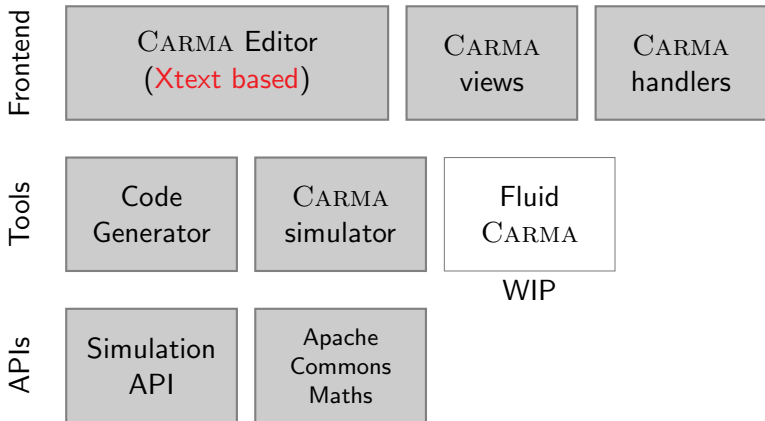 Frontend
CARMA Editor
(Xtext based)
CARMA
views
CARMA
handlers
Tools
Code
Generator
CARMA
simulator
Fluid
CARMA
WIP
APIs
Simulation
API
Apache
Commons
Maths